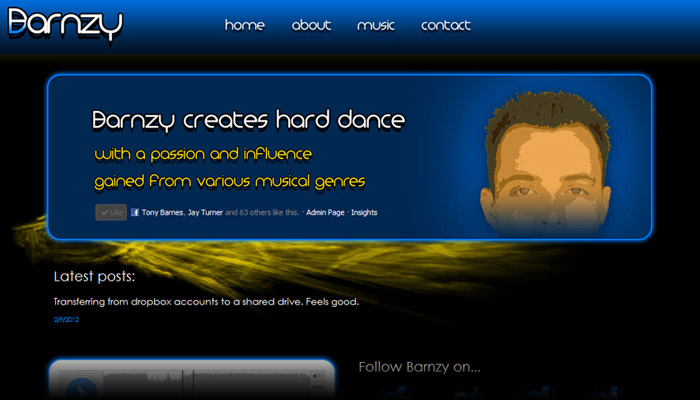 Barnzy
home about music contact
Barnzy creates hard dance
with a passion and influence
gained from various musical genres
Like Tony Barnes, Jay Turner and 63 others like this. · Admin Page · Insights
Latest posts:
Transferring from dropbox accounts to a shared drive. Feels good.
2/9/2012
Follow Barnzy on...